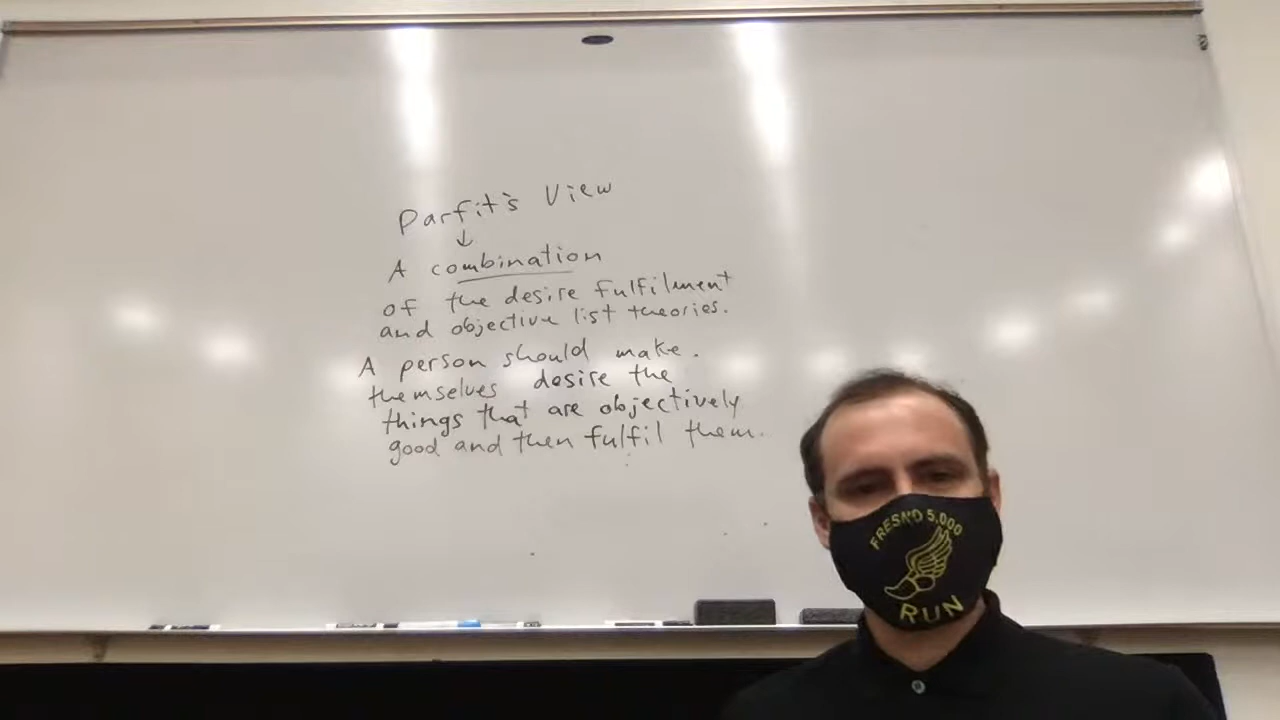 Parfit's View
↓
A combination
of the desire fulfilment
and objective list theories.
A person should make
themselves desire the
things that are objectively
good and then fulfil them.
FRESNO 5,000
RUN